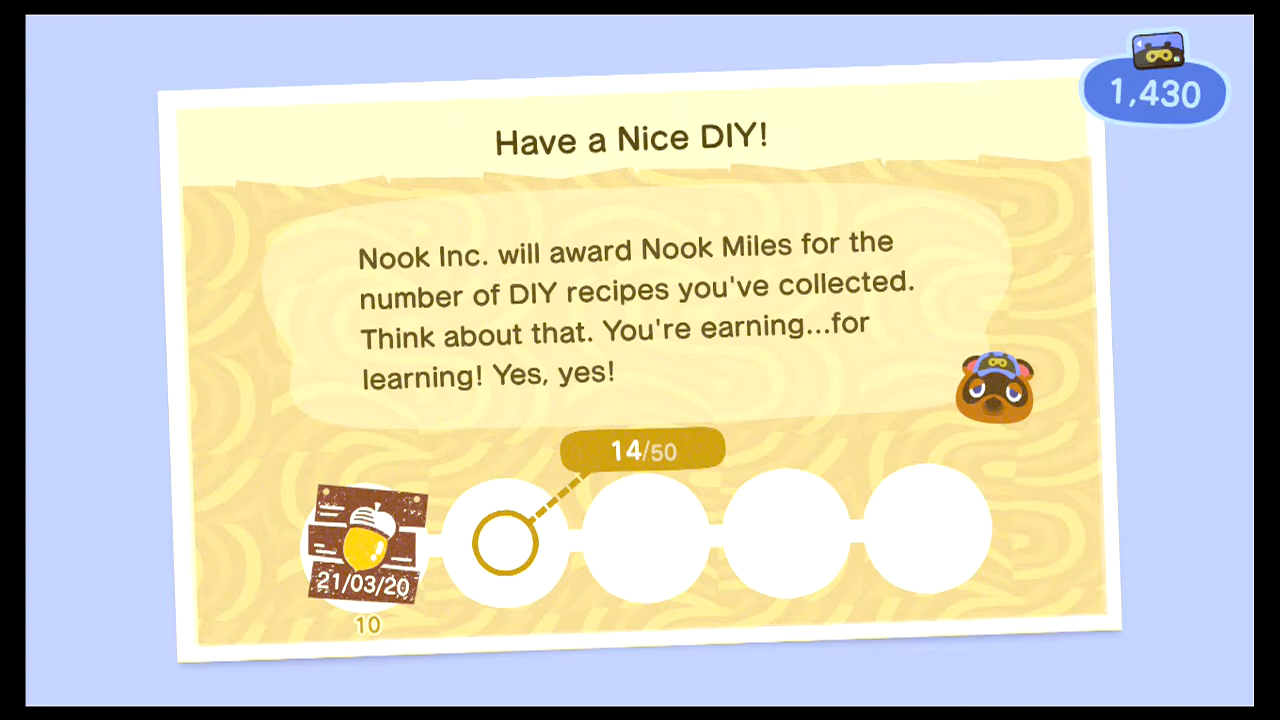 1,430
Have a Nice DIY!
Nook Inc. will award Nook Miles for the
number of DIY recipes you've collected.
Think about that. You're earning...for
learning! Yes, yes!
14/50
21/03/20
10